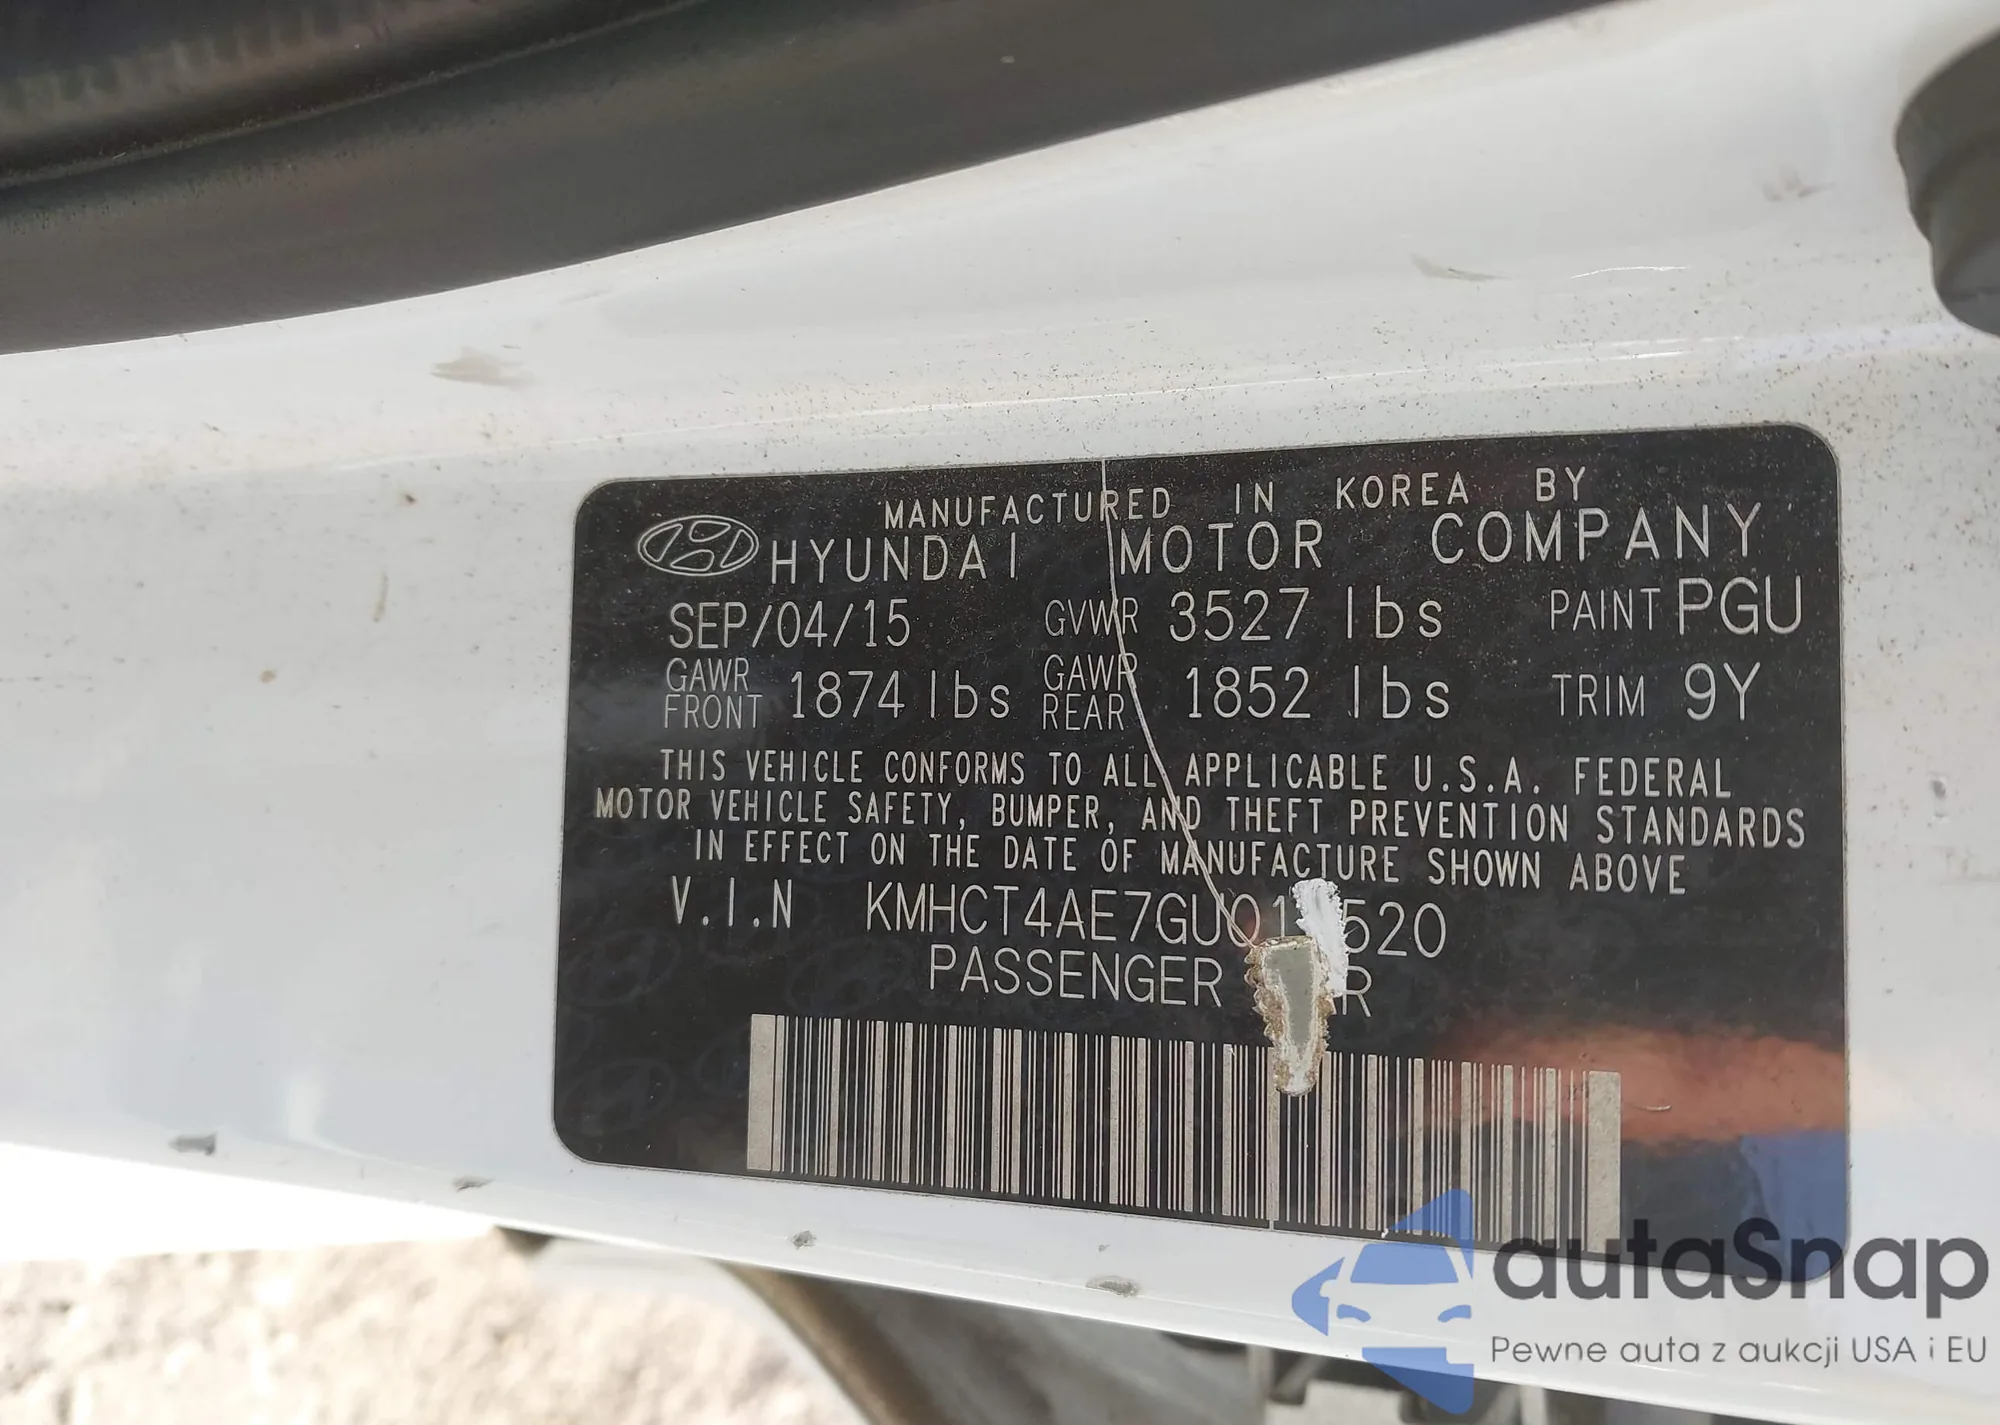 MANUFACTURED IN KOREA BY
HYUNDAI MOTOR COMPANY
SEP/04/15 GVWR 3527 lbs PAINT PGU
GAWR FRONT 1874 lbs GAWR REAR 1852 lbs TRIM 9Y
THIS VEHICLE CONFORMS TO ALL APPLICABLE U.S.A. FEDERAL
MOTOR VEHICLE SAFETY, BUMPER, AND THEFT PREVENTION STANDARDS
IN EFFECT ON THE DATE OF MANUFACTURE SHOWN ABOVE
V.I.N
PASSENGER
autaSnap
Pewne auta z aukcji USA i EU